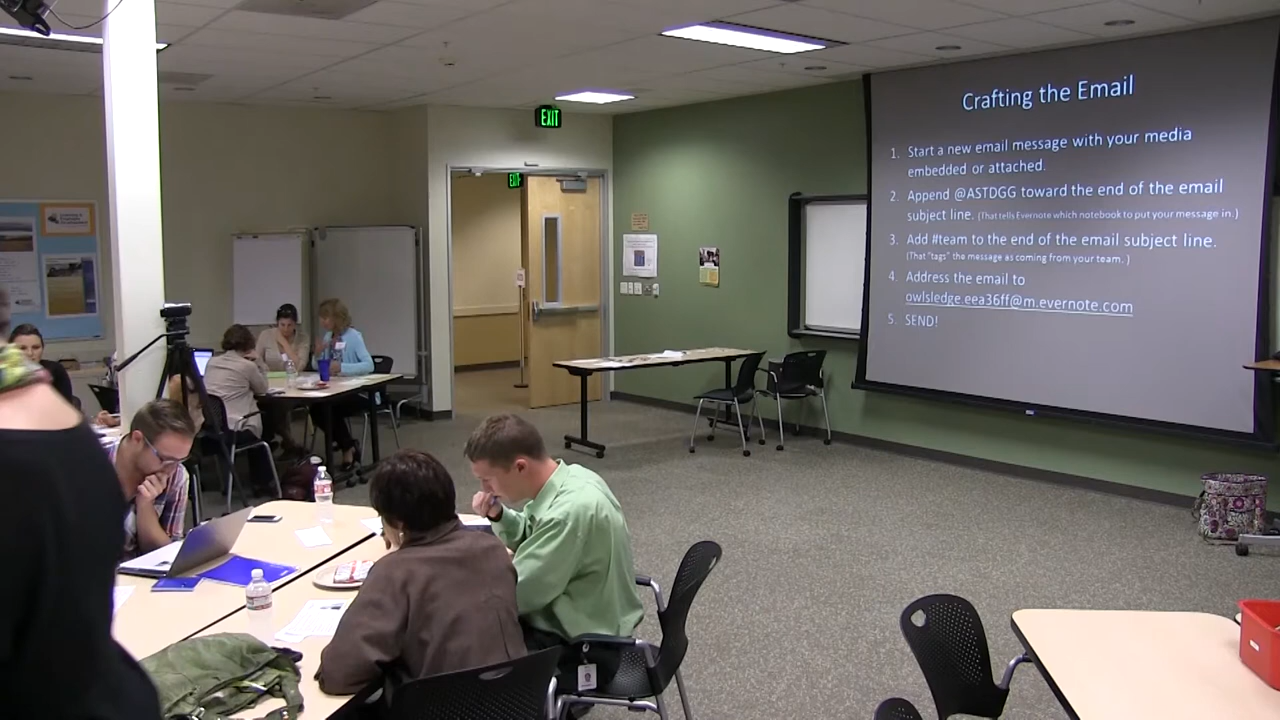 EXIT
EXIT
Crafting the Email
1. Start a new email message with your media
embedded or attached.
2. Append @ASTDGG toward the end of the email
subject line. (That tells Evernote which notebook to put your message in.)
3. Add #team to the end of the email subject line.
(That "tags" the message as coming from your team.)
4. Address the email to
owlsledge.eea36ff@m.evernote.com
5. SEND!